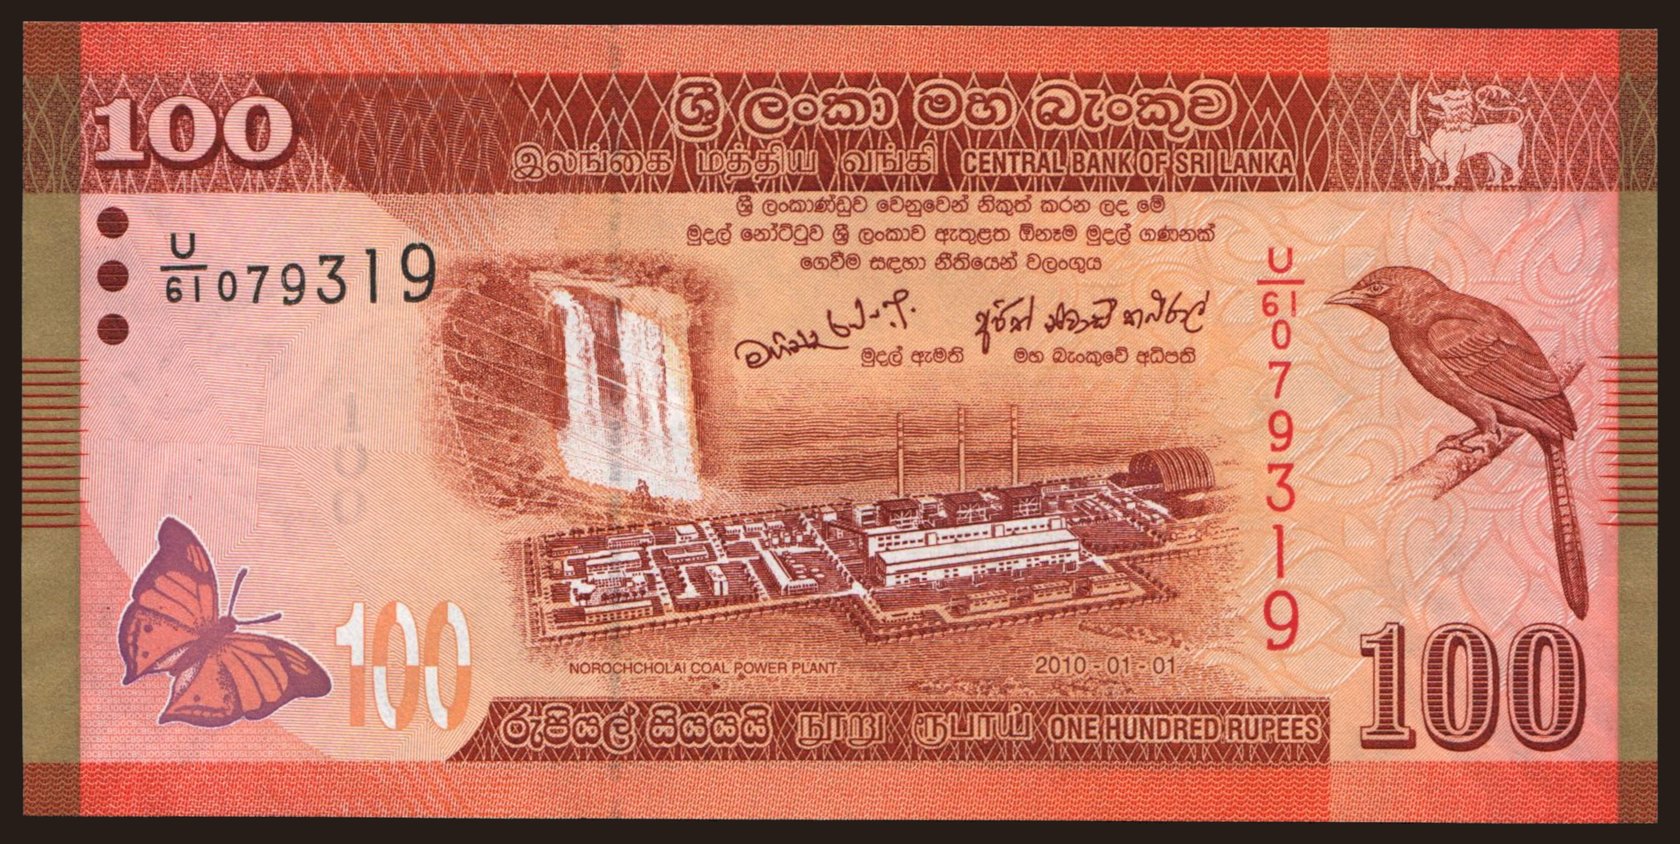 100
ශ්‍රී ලංකා මහ බැංකුව
இலங்கை மத்திய வங்கி CENTRAL BANK OF SRI LANKA
ශ්‍රී ලංකාණ්ඩුව වෙනුවෙන් නිකුත් කරන ලද මේ
මුදල් නෝට්ටුව ශ්‍රී ලංකාව ඇතුළත ඕනෑම මුදල් ගණනක්
ගෙවීම සඳහා නීතියෙන් වලංගුය
U/61 079319
U/61 079319
මුදල් ඇමති
මහ බැංකුවේ අධිපති
100
100
NOROCHCHOLAI COAL POWER PLANT
2010-01-01
රුපියල් සියයයි நூறு ரூபாய் ONE HUNDRED RUPEES
100